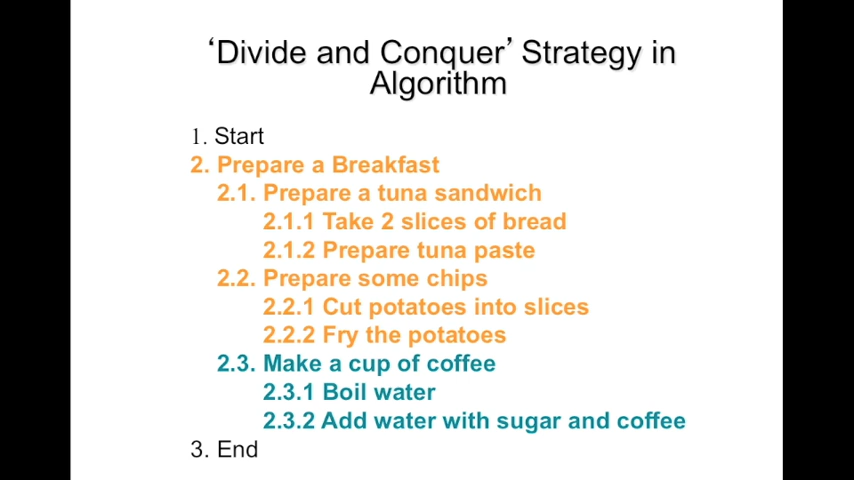 ‘Divide and Conquer’ Strategy in
Algorithm
1. Start
2. Prepare a Breakfast
2.1. Prepare a tuna sandwich
2.1.1 Take 2 slices of bread
2.1.2 Prepare tuna paste
2.2. Prepare some chips
2.2.1 Cut potatoes into slices
2.2.2 Fry the potatoes
2.3. Make a cup of coffee
2.3.1 Boil water
2.3.2 Add water with sugar and coffee
3. End